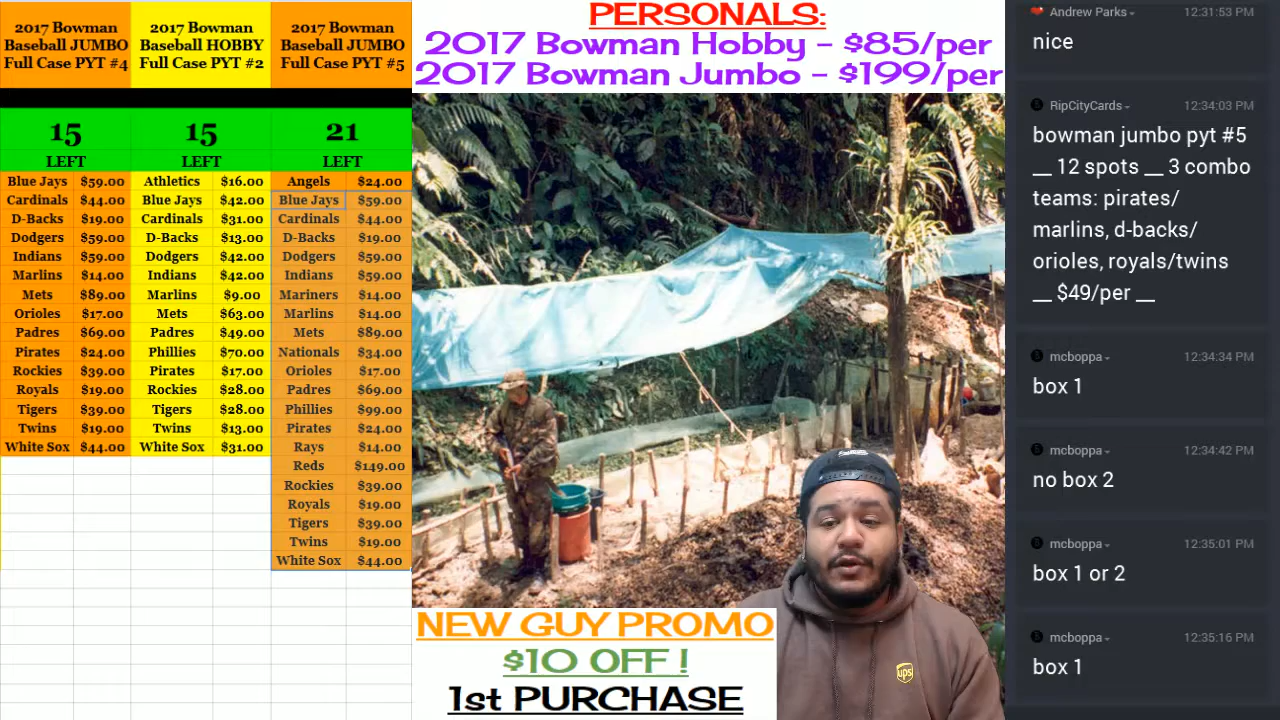 2017 Bowman
Baseball JUMBO
Full Case PYT #4
15
LEFT
Blue Jays $59.00
Cardinals $44.00
D-Backs $19.00
Dodgers $59.00
Indians $59.00
Marlins $14.00
Mets $89.00
Orioles $17.00
Padres $69.00
Pirates $24.00
Rockies $39.00
Royals $19.00
Tigers $39.00
Twins $19.00
White Sox $44.00
2017 Bowman
Baseball HOBBY
Full Case PYT #2
15
LEFT
Athletics $16.00
Blue Jays $42.00
Cardinals $31.00
D-Backs $13.00
Dodgers $42.00
Indians $42.00
Marlins $9.00
Mets $63.00
Padres $49.00
Phillies $70.00
Pirates $17.00
Rockies $28.00
Tigers $28.00
Twins $13.00
White Sox $31.00
2017 Bowman
Baseball JUMBO
Full Case PYT #5
21
LEFT
Angels $24.00
Blue Jays $59.00
Cardinals $44.00
D-Backs $19.00
Dodgers $59.00
Indians $59.00
Mariners $14.00
Marlins $14.00
Mets $89.00
Nationals $34.00
Orioles $17.00
Padres $69.00
Phillies $99.00
Pirates $24.00
Rays $14.00
Reds $149.00
Rockies $39.00
Royals $19.00
Tigers $39.00
Twins $19.00
White Sox $44.00
PERSONALS:
2017 Bowman Hobby - $85/per
2017 Bowman Jumbo - $199/per
NEW GUY PROMO
$10 OFF !
1st PURCHASE
ups
Andrew Parks 12:31:53 PM
nice
RipCityCards 12:34:03 PM
bowman jumbo pyt #5
__ 12 spots __ 3 combo
teams: pirates/
marlins, d-backs/
orioles, royals/twins
__ $49/per __
mcboppa 12:34:34 PM
box 1
mcboppa 12:34:42 PM
no box 2
mcboppa 12:35:01 PM
box 1 or 2
mcboppa 12:35:16 PM
box 1